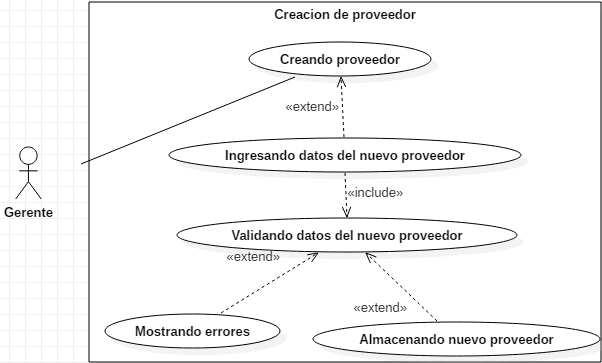 Creacion de proveedor
Creando proveedor
«extend»
Ingresando datos del nuevo proveedor
«include»
Gerente
Validando datos del nuevo proveedor
«extend»
«extend»
Mostrando errores
Almacenando nuevo proveedor